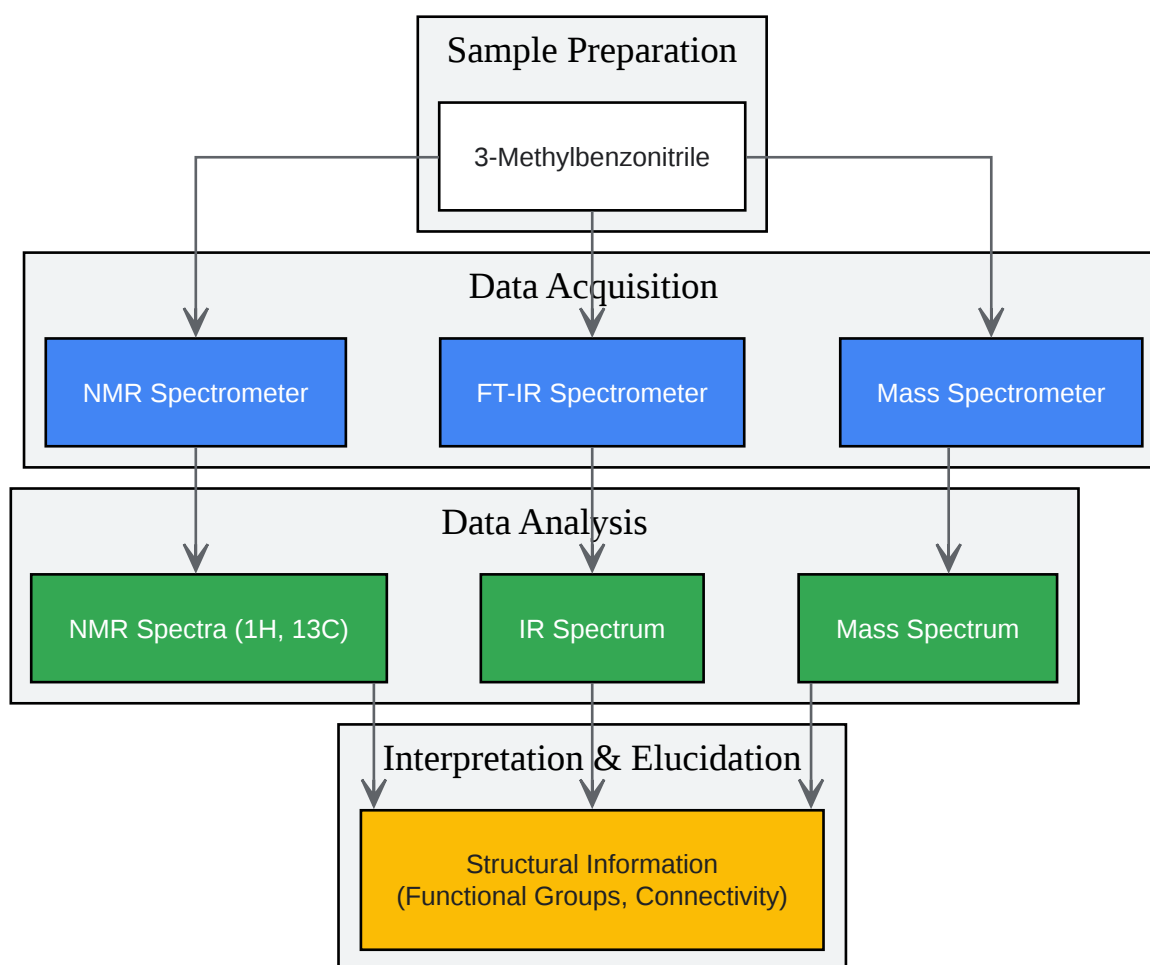 Sample Preparation
3-Methylbenzonitrile
Data Acquisition
NMR Spectrometer
FT-IR Spectrometer
Mass Spectrometer
Data Analysis
NMR Spectra (1H, 13C)
IR Spectrum
Mass Spectrum
Interpretation & Elucidation
Structural Information
(Functional Groups, Connectivity)